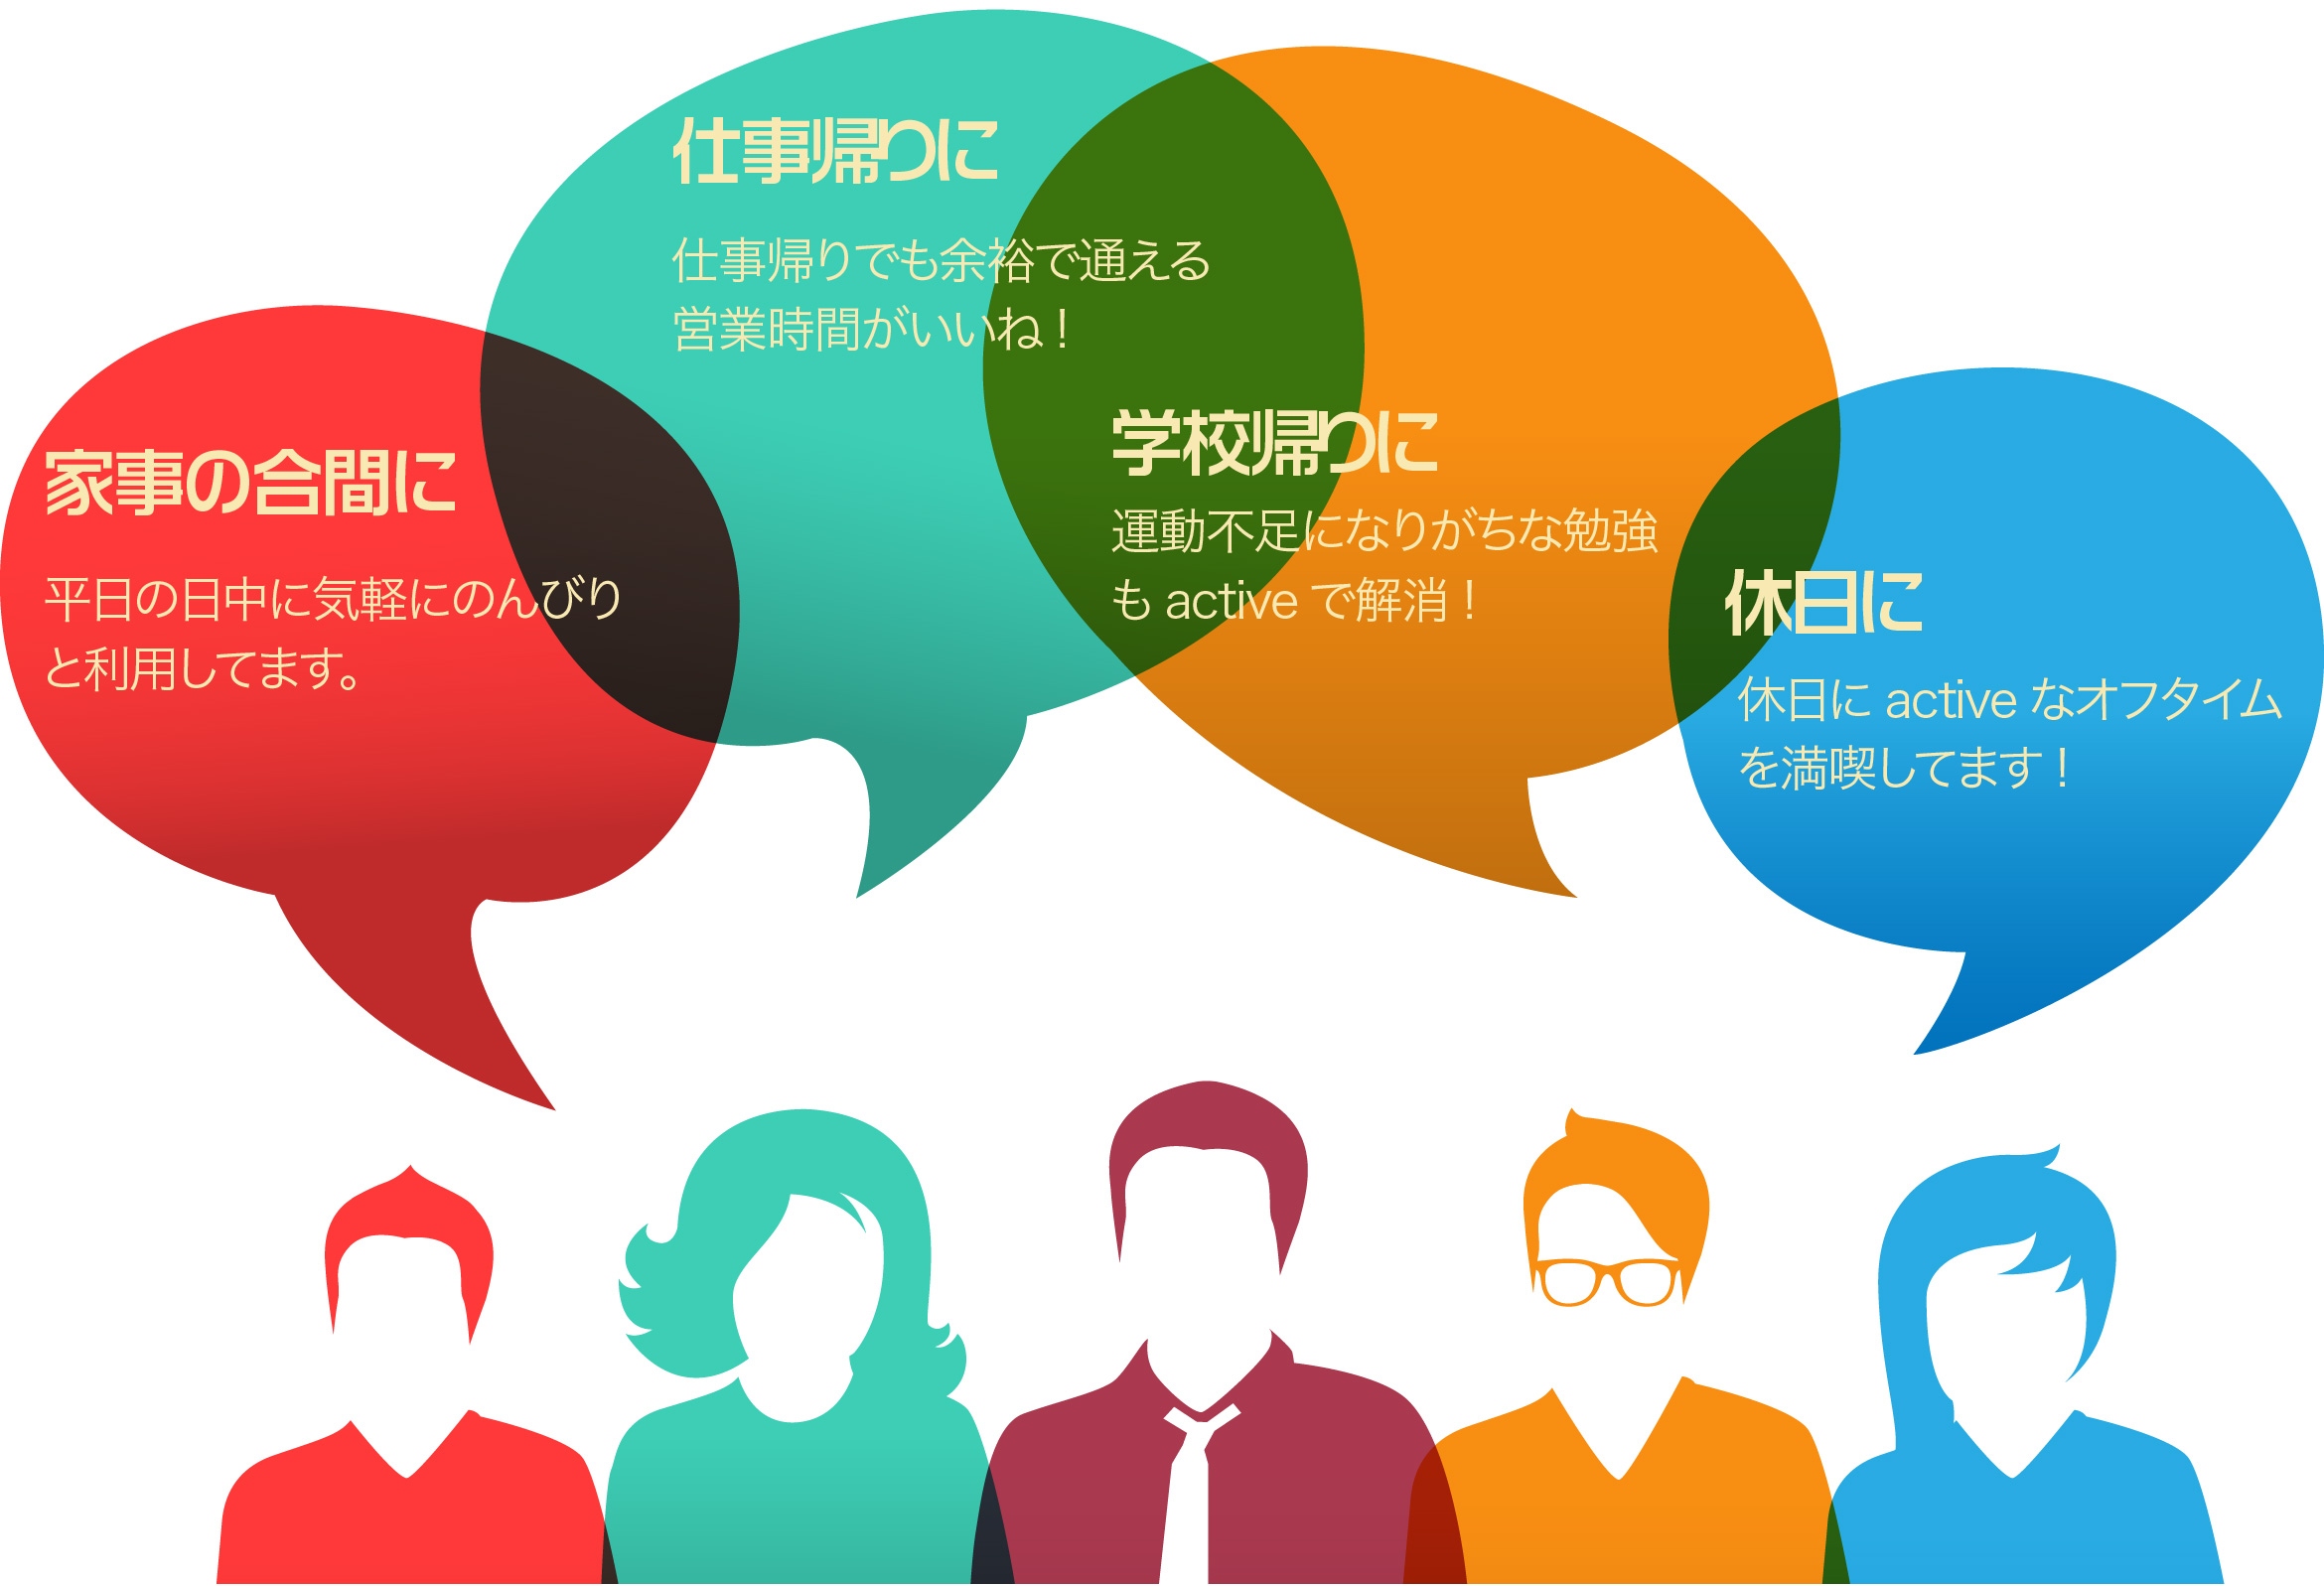 仕事帰りに
仕事帰りでも余裕で通える
営業時間がいいね！
学校帰りに
運動不足になりがちな勉強
も active で解消！
家事の合間に
平日の日中に気軽にのんびり
と利用してます。
休日に
休日に active なオフタイム
を満喫してます！